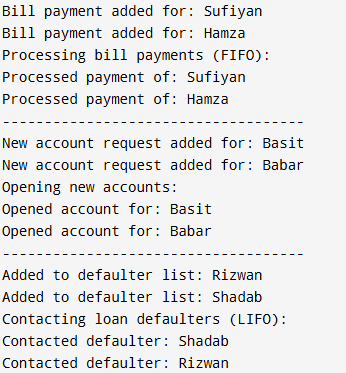 Bill payment added for: Sufiyan
Bill payment added for: Hamza
Processing bill payments (FIFO):
Processed payment of: Sufiyan
Processed payment of: Hamza
------------------------------------
New account request added for: Basit
New account request added for: Babar
Opening new accounts:
Opened account for: Basit
Opened account for: Babar
------------------------------------
Added to defaulter list: Rizwan
Added to defaulter list: Shadab
Contacting loan defaulters (LIFO):
Contacted defaulter: Shadab
Contacted defaulter: Rizwan